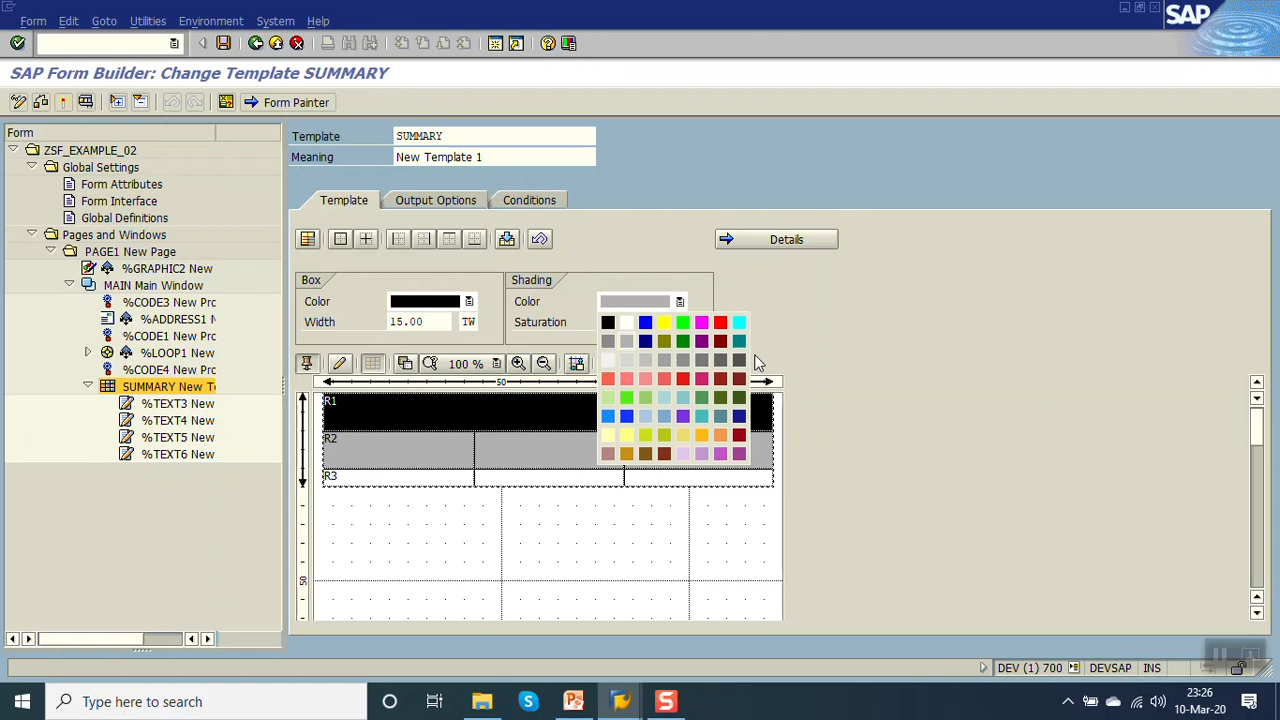 Form Edit Goto Utilities Environment System Help
SAP
SAP Form Builder: Change Template SUMMARY
Form Painter
Form
ZSF_EXAMPLE_02
Global Settings
Form Attributes
Form Interface
Global Definitions
Pages and Windows
PAGE1 New Page
%GRAPHIC2 New
MAIN Main Window
%CODE3 New Pro
%ADDRESS1 N
%CODE1 New Pro
%LOOP1 New
%CODE4 New Pro
SUMMARY New Te
%TEXT3 New
%TEXT4 New
%TEXT5 New
%TEXT6 New
Template SUMMARY
Meaning New Template 1
Template Output Options Conditions
Details
Box Shading
Color Color
Width 15.00 TW Saturation
100 %
50
R1
R2
R3
50
DEV (1) 700 DEVSAP INS
Type here to search
23:26
10-Mar-20